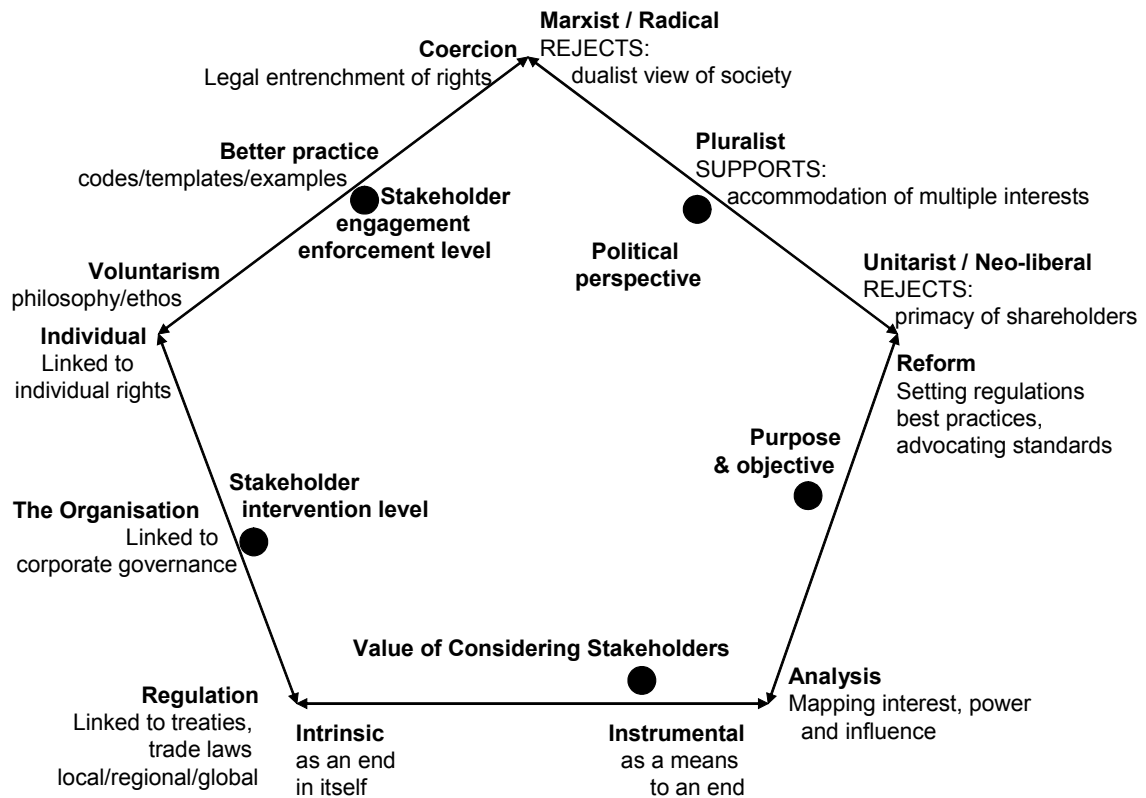 Marxist / Radical
REJECTS:
dualist view of society
Coercion
Legal entrenchment of rights
Pluralist
SUPPORTS:
accommodation of multiple interests
Better practice
codes/templates/examples
Stakeholder
engagement
enforcement level
Political
perspective
Voluntarism
philosophy/ethos
Unitarist / Neo-liberal
REJECTS:
primacy of shareholders
Individual
Linked to
individual rights
Reform
Setting regulations
best practices,
advocating standards
Purpose
& objective
Stakeholder
intervention level
The Organisation
Linked to
corporate governance
Value of Considering Stakeholders
Regulation
Linked to treaties,
trade laws
local/regional/global
Intrinsic
as an end
in itself
Instrumental
as a means
to an end
Analysis
Mapping interest, power
and influence